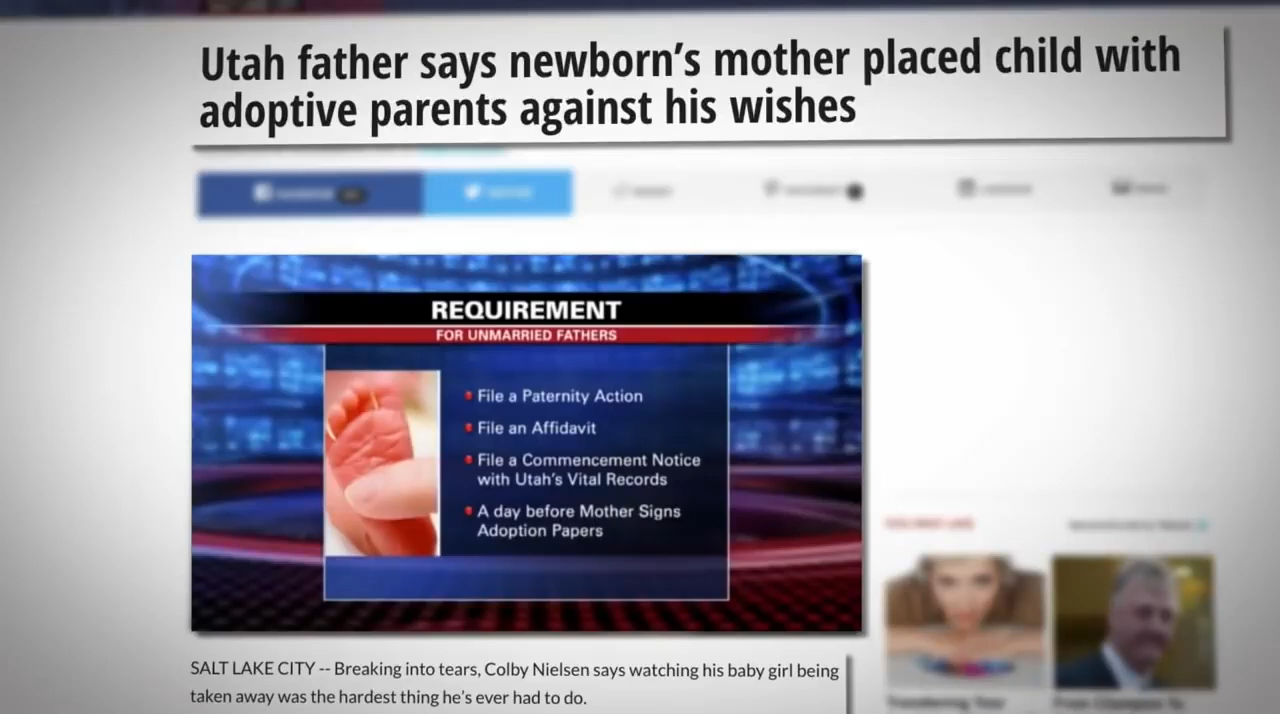 Utah father says newborn's mother placed child with
adoptive parents against his wishes
REQUIREMENT
FOR UNMARRIED FATHERS
File a Paternity Action
File an Affidavit
File a Commencement Notice
with Utah's Vital Records
A day before Mother Signs
Adoption Papers
SALT LAKE CITY -- Breaking into tears, Colby Nielsen says watching his baby girl being
taken away was the hardest thing he's ever had to do.